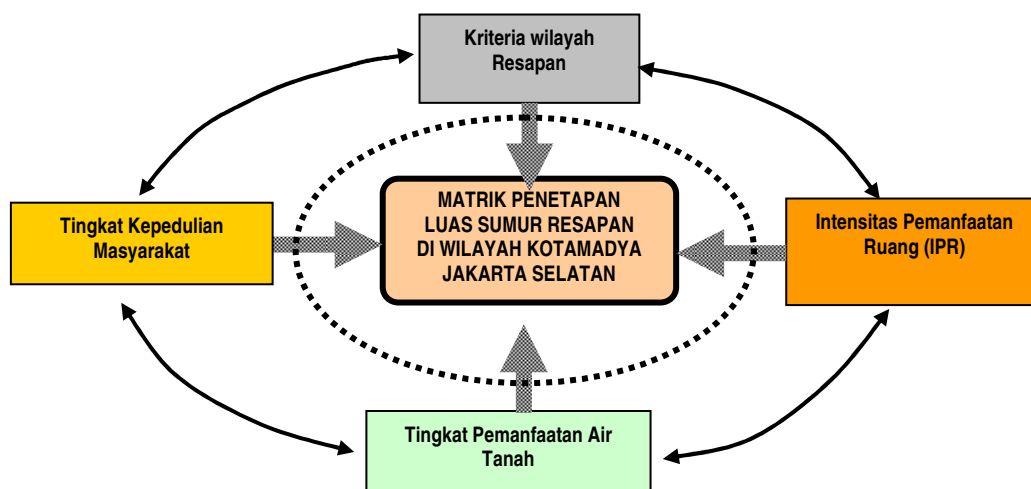 Kriteria wilayah
Resapan
Tingkat Kepedulian
Masyarakat
MATRIK PENETAPAN
LUAS SUMUR RESAPAN
DI WILAYAH KOTAMADYA
JAKARTA SELATAN
Intensitas Pemanfaatan
Ruang (IPR)
Tingkat Pemanfaatan Air
Tanah